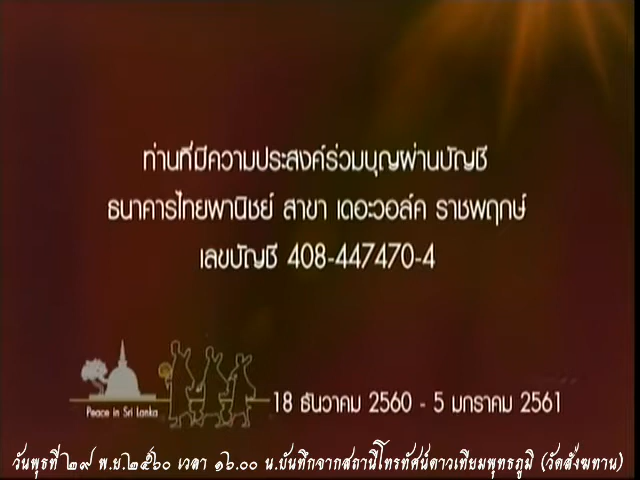 ท่านที่มีความประสงค์ร่วมบุญผ่านบัญชี
ธนาคารไทยพานิชย์ สาขา เดอะวอล์ค ราชพฤกษ์
เลขบัญชี 408-447470-4
Peace in Sri Lanka
18 ธันวาคม 2560 - 5 มกราคม 2561
วันพุธที่ ๒๙ พ.ย.๒๕๖๐ เวลา ๑๖.๐๐ น.บันทึกจากสถานีโทรทัศน์ดาวเทียมพุทธภูมิ (วัดสังฆทาน)